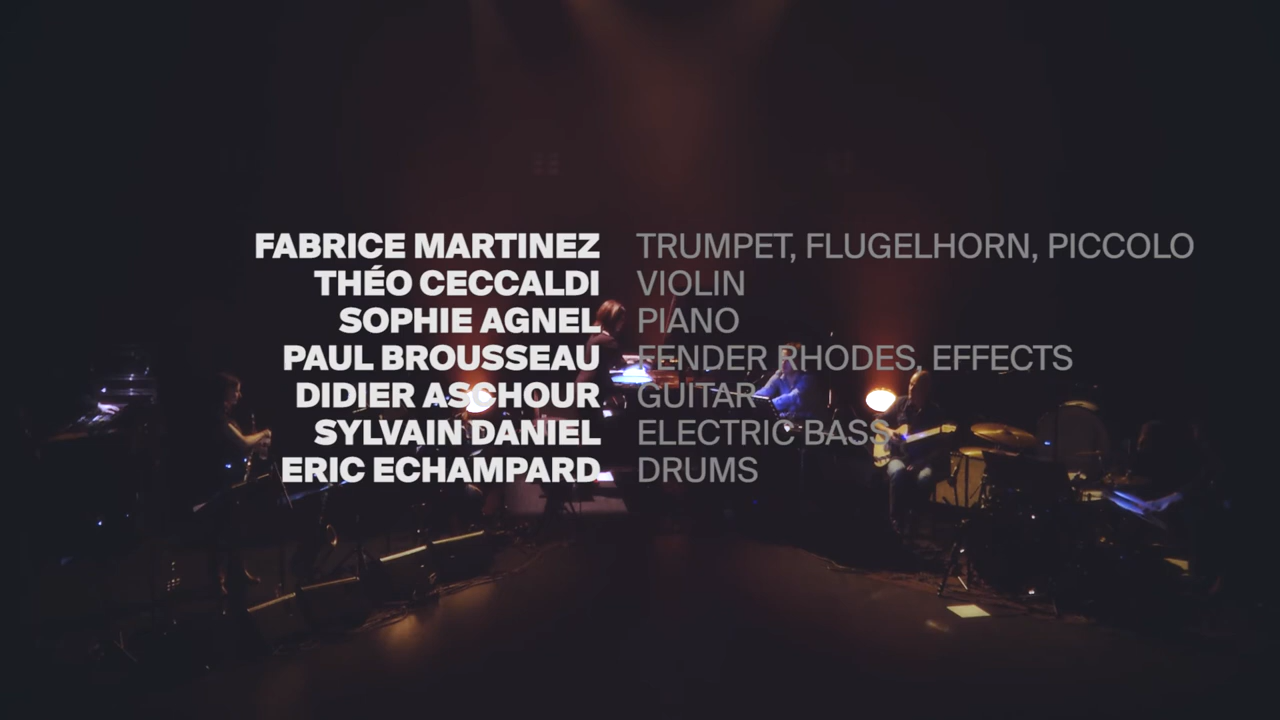 FABRICE MARTINEZ TRUMPET, FLUGELHORN, PICCOLO
THÉO CECCALDI VIOLIN
SOPHIE AGNEL PIANO
PAUL BROUSSEAU FENDER RHODES, EFFECTS
DIDIER ASCHOUR GUITAR
SYLVAIN DANIEL ELECTRIC BASS
ERIC ECHAMPARD DRUMS